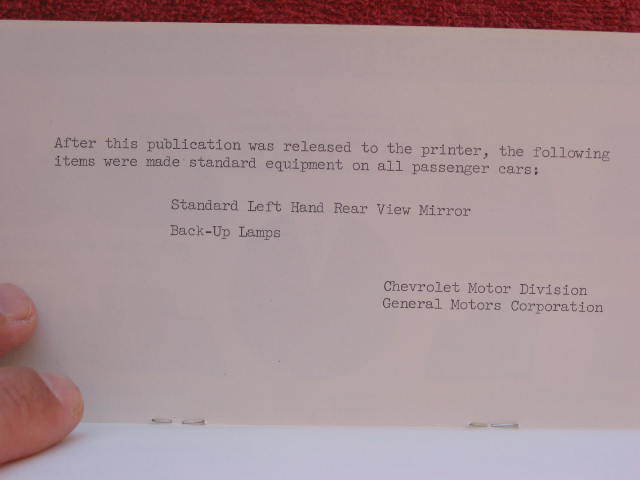 After this publication was released to the printer, the following
items were made standard equipment on all passenger cars:
Standard Left Hand Rear View Mirror
Back-Up Lamps
Chevrolet Motor Division
General Motors Corporation